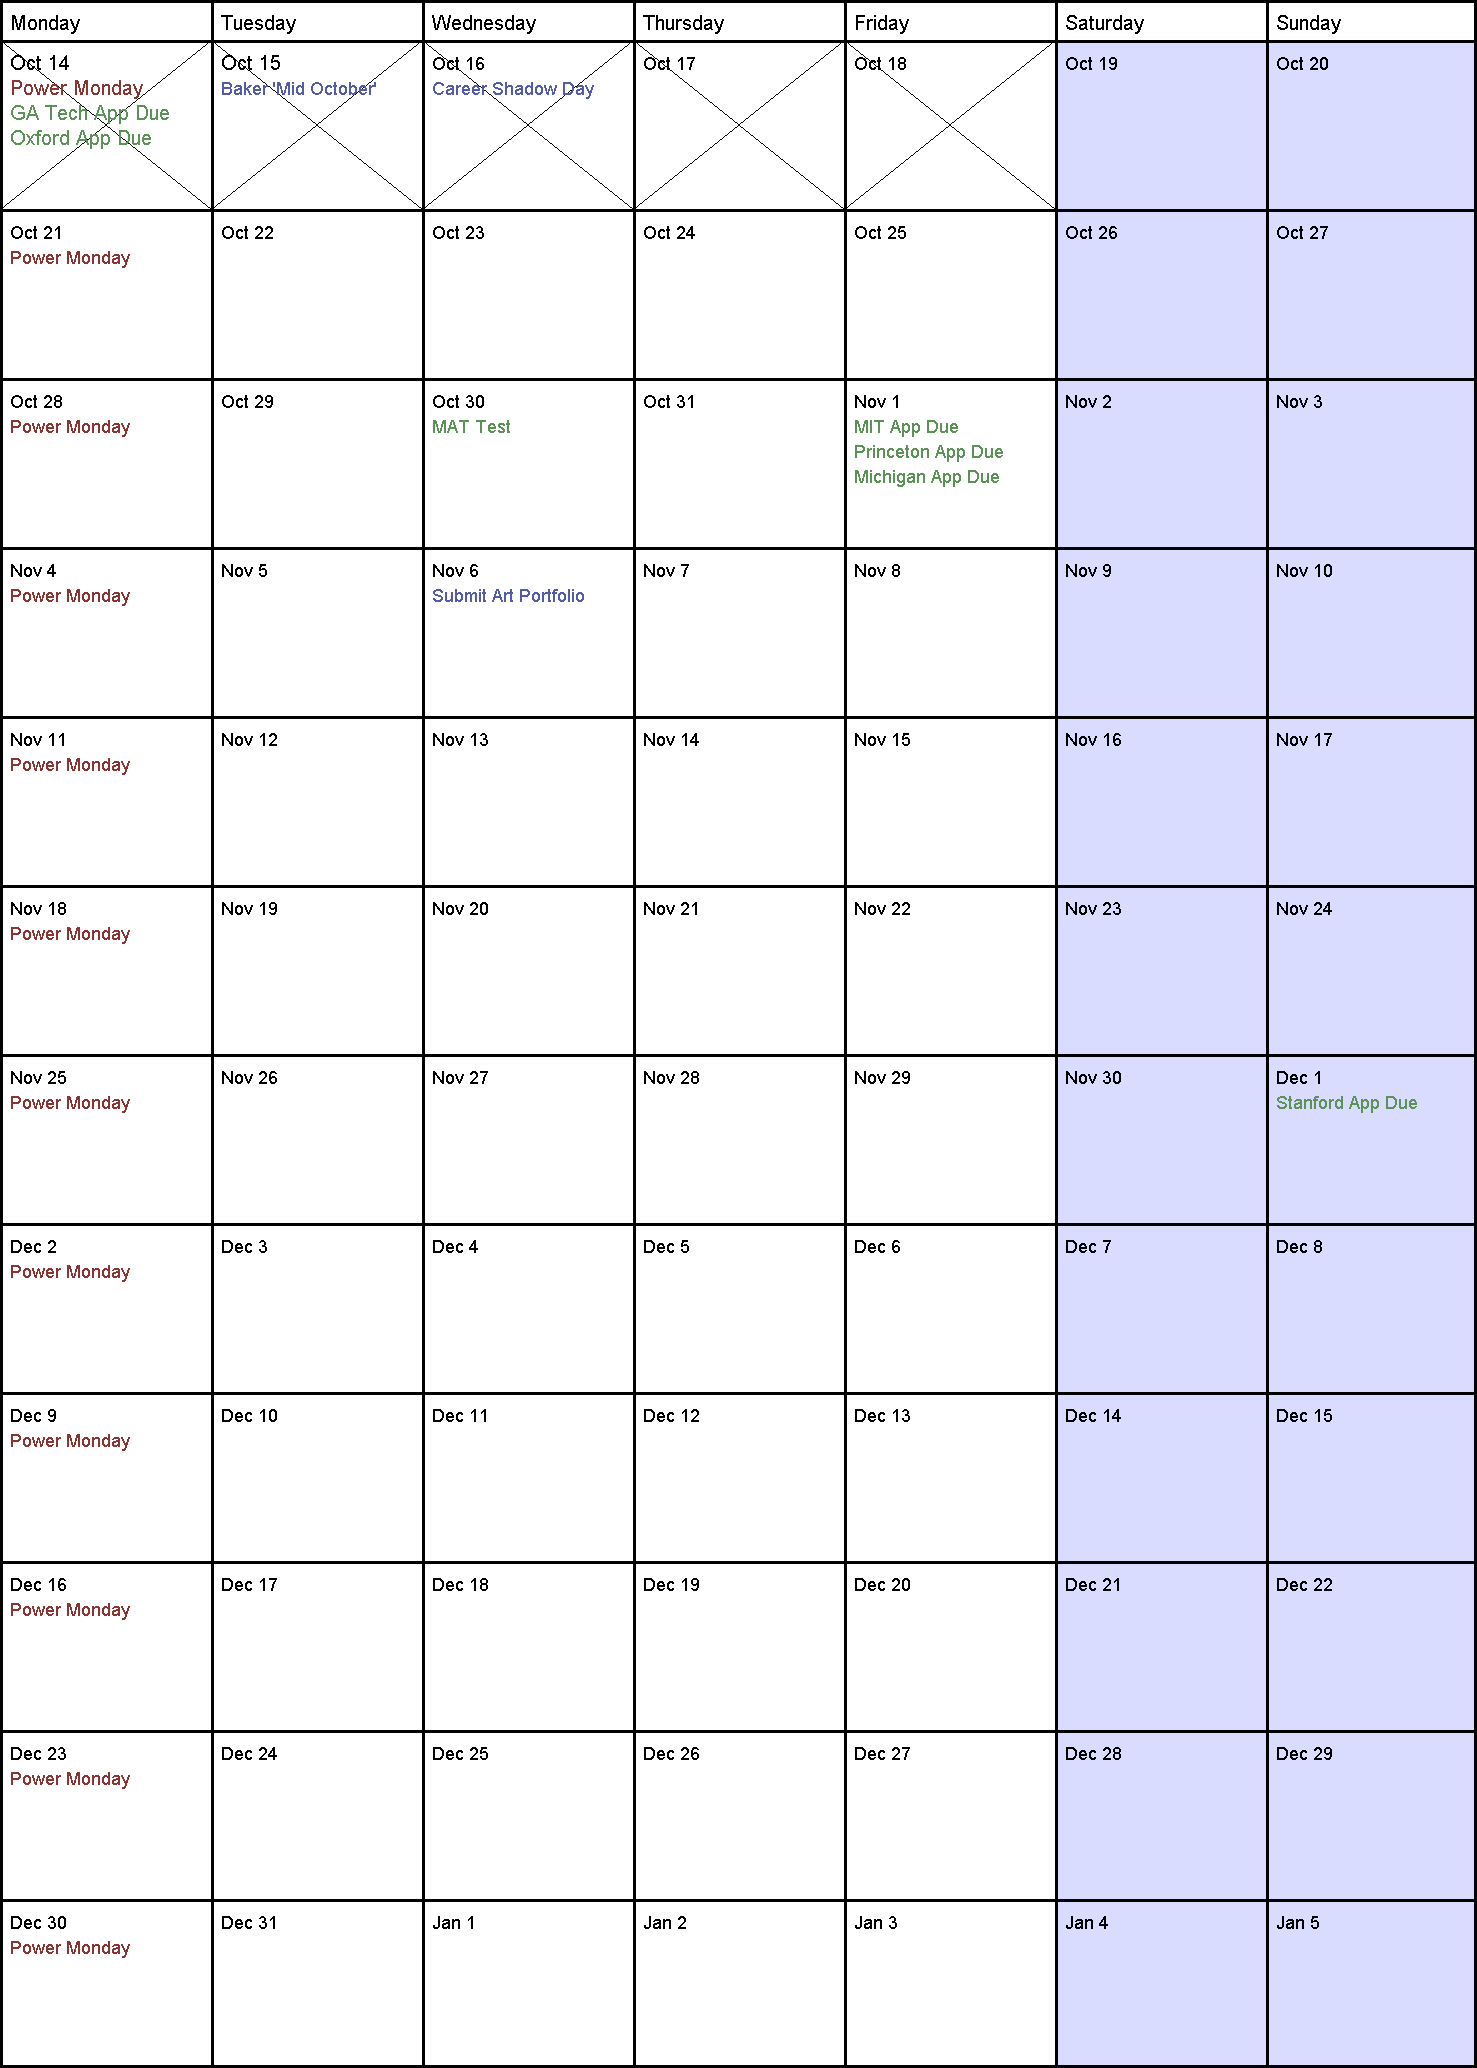 Monday
Tuesday
Wednesday
Thursday
Friday
Saturday
Sunday
Oct 14
Power Monday
GA Tech App Due
Oxford App Due
Oct 15
Baker 'Mid October'
Oct 16
Career Shadow Day
Oct 17
Oct 18
Oct 19
Oct 20
Oct 21
Power Monday
Oct 22
Oct 23
Oct 24
Oct 25
Oct 26
Oct 27
Oct 28
Power Monday
Oct 29
Oct 30
MAT Test
Oct 31
Nov 1
MIT App Due
Princeton App Due
Michigan App Due
Nov 2
Nov 3
Nov 4
Power Monday
Nov 5
Nov 6
Submit Art Portfolio
Nov 7
Nov 8
Nov 9
Nov 10
Nov 11
Power Monday
Nov 12
Nov 13
Nov 14
Nov 15
Nov 16
Nov 17
Nov 18
Power Monday
Nov 19
Nov 20
Nov 21
Nov 22
Nov 23
Nov 24
Nov 25
Power Monday
Nov 26
Nov 27
Nov 28
Nov 29
Nov 30
Dec 1
Stanford App Due
Dec 2
Power Monday
Dec 3
Dec 4
Dec 5
Dec 6
Dec 7
Dec 8
Dec 9
Power Monday
Dec 10
Dec 11
Dec 12
Dec 13
Dec 14
Dec 15
Dec 16
Power Monday
Dec 17
Dec 18
Dec 19
Dec 20
Dec 21
Dec 22
Dec 23
Power Monday
Dec 24
Dec 25
Dec 26
Dec 27
Dec 28
Dec 29
Dec 30
Power Monday
Dec 31
Jan 1
Jan 2
Jan 3
Jan 4
Jan 5